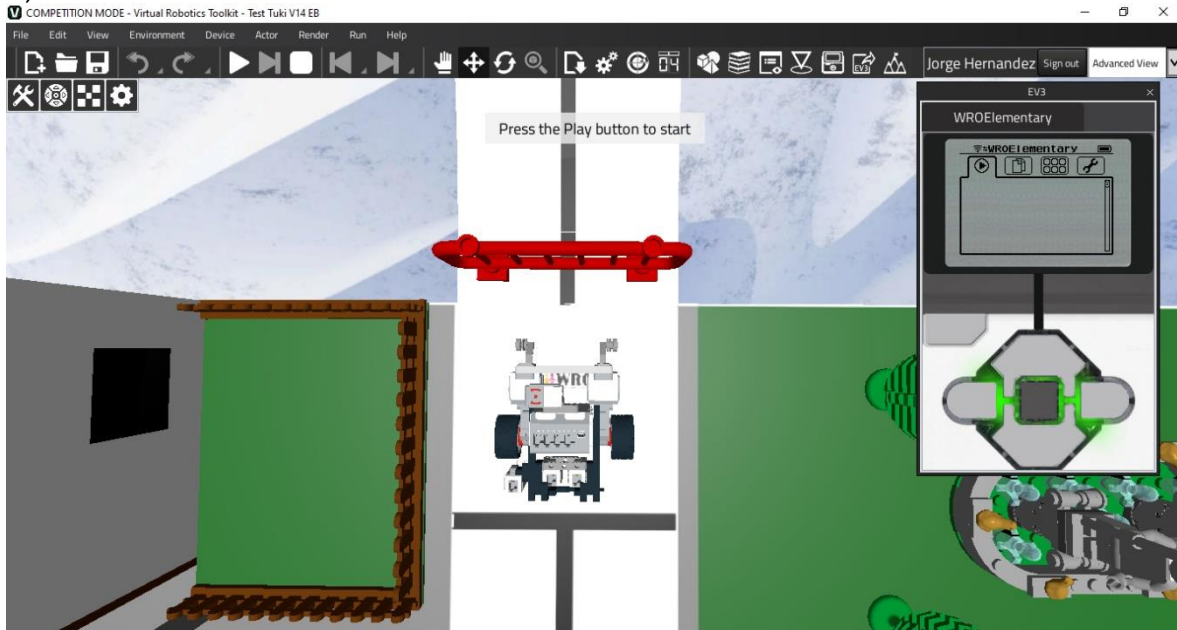 COMPETITION MODE - Virtual Robotics Toolkit - Test Tuki V14 EB
File Edit View Environment Device Actor Render Run Help
EV3
Jorge Hernandez Sign out Advanced View
EV3
Press the Play button to start
WROElementary
WROElementary
WRO